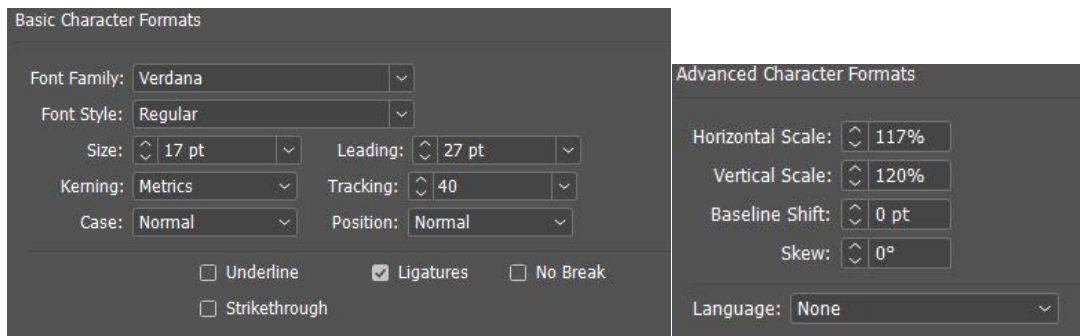 Basic Character Formats
Font Family: Verdana
Font Style: Regular
Size: 17 pt Leading: 27 pt
Kerning: Metrics Tracking: 40
Case: Normal Position: Normal
Underline Ligatures No Break
Strikethrough
Advanced Character Formats
Horizontal Scale: 117%
Vertical Scale: 120%
Baseline Shift: 0 pt
Skew: 0°
Language: None